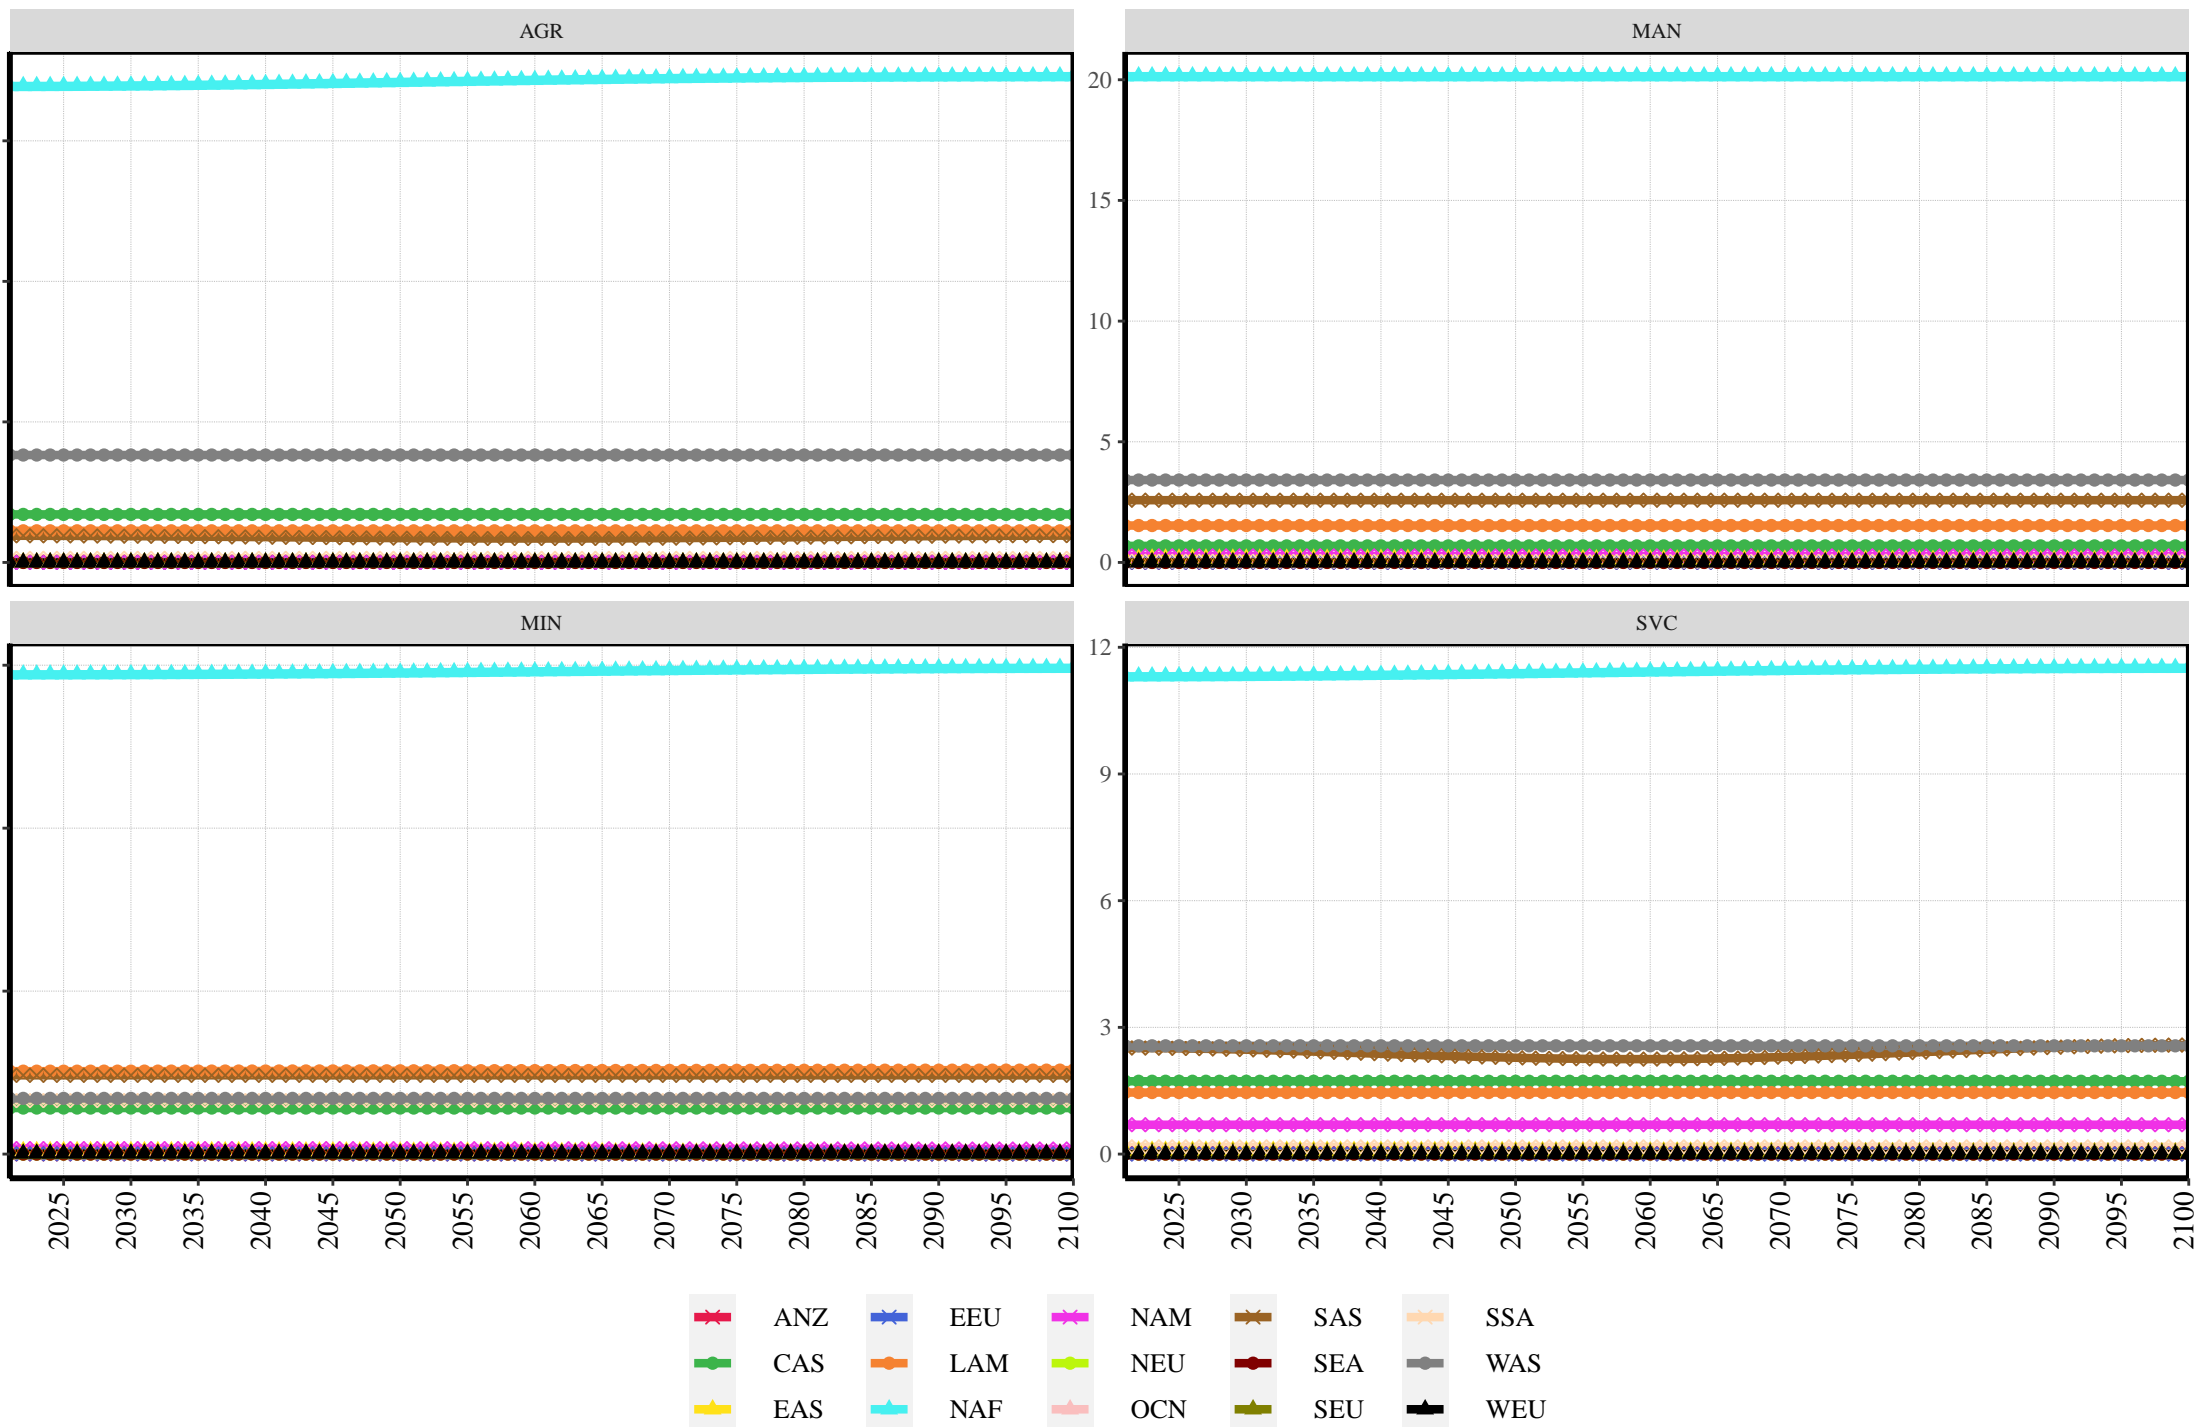 AGR
MAN
20
15
10
5
0
MIN
SVC
12
9
6
3
0
2025 2030 2035 2040 2045 2050 2055 2060 2065 2070 2075 2080 2085 2090 2095 2100
2025 2030 2035 2040 2045 2050 2055 2060 2065 2070 2075 2080 2085 2090 2095 2100
ANZ EEU NAM SAS SSA
CAS LAM NEU SEA WAS
EAS NAF OCN SEU WEU